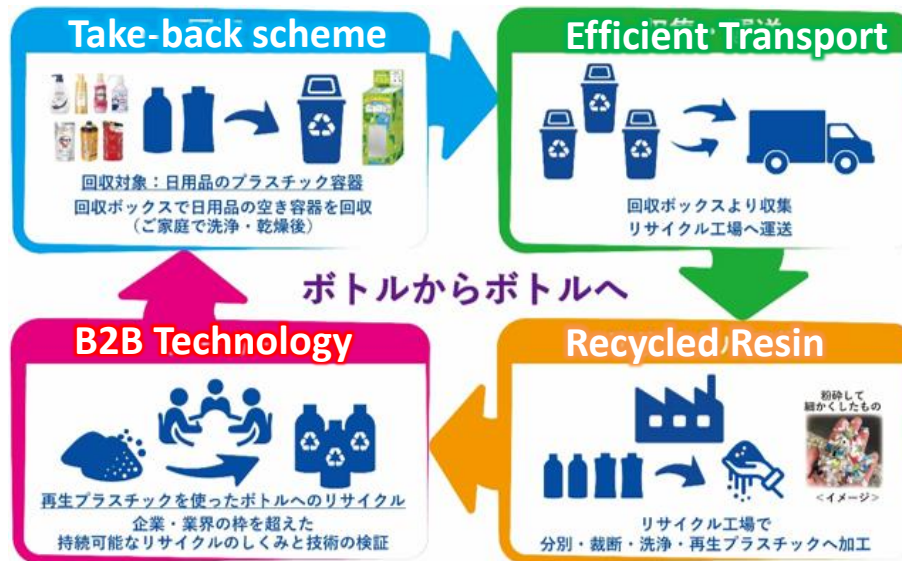 Take-back scheme
回収対象：日用品のプラスチック容器
回収ボックスで日用品の空き容器を回収
（ご家庭で洗浄・乾燥後）
Efficient Transport
回収ボックスより収集
リサイクル工場へ運送
ボトルからボトルへ
B2B Technology
再生プラスチックを使ったボトルへのリサイクル
企業・業界の枠を超えた
持続可能なリサイクルのしくみと技術の検証
Recycled Resin
粉砕して
細かくしたもの
＜イメージ＞
リサイクル工場で
分別・裁断・洗浄・再生プラスチックへ加工